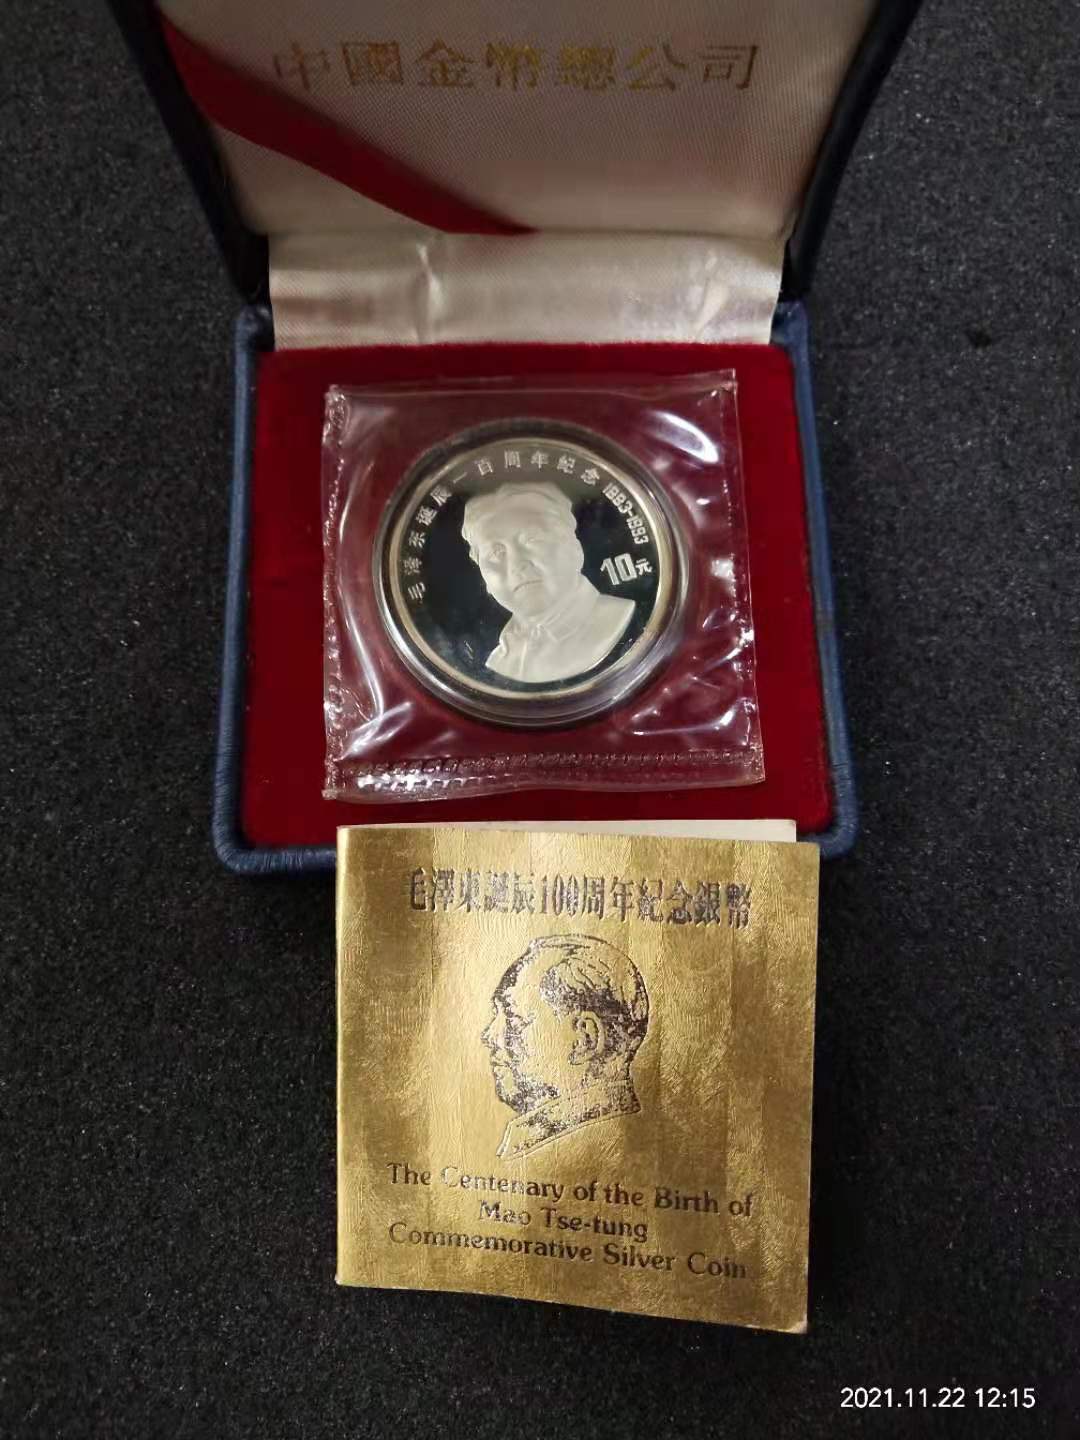 中國金幣總公司
毛泽东诞辰一百周年纪念 1893-1993
10元
毛澤東誕辰100周年紀念銀幣
The Centenary of the Birth of
Mao Tse-tung
Commemorative Silver Coin
2021.11.22 12:15